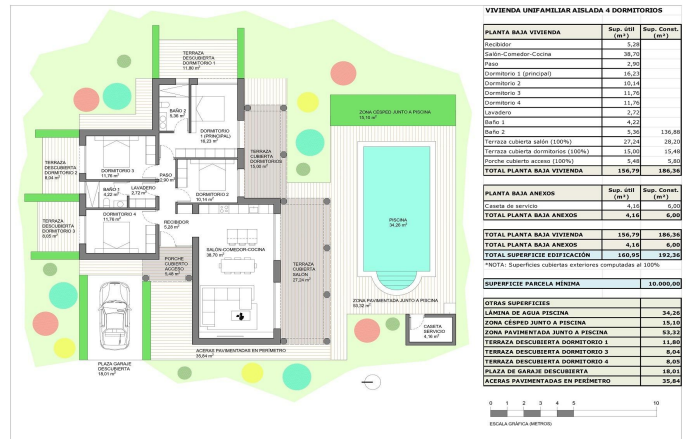 VIVIENDA UNIFAMILIAR AISLADA 4 DORMITORIOS
PLANTA BAJA VIVIENDA Sup. útil (m²) Sup. Const. (m²)
Recibidor 5,28
Salón-Comedor-Cocina 38,70
Paso 2,90
Dormitorio 1 (principal) 16,23
Dormitorio 2 10,14
Dormitorio 3 11,76
Dormitorio 4 11,76
Lavadero 2,72
Baño 1 4,22
Baño 2 5,36 136,88
Terraza cubierta salón (100%) 27,24 28,20
Terraza cubierta dormitorios (100%) 15,00 15,48
Porche cubierto acceso (100%) 5,48 5,80
TOTAL PLANTA BAJA VIVIENDA 156,79 186,36
PLANTA BAJA ANEXOS Sup. útil (m²) Sup. Const. (m²)
Caseta de servicio 4,16 6,00
TOTAL PLANTA BAJA ANEXOS 4,16 6,00
TOTAL PLANTA BAJA VIVIENDA 156,79 186,36
TOTAL PLANTA BAJA ANEXOS 4,16 6,00
TOTAL SUPERFICIE EDIFICACIÓN 160,95 192,36
*NOTA: Superficies cubiertas exteriores computadas al 100%
SUPERFICIE PARCELA MÍNIMA 10.000,00
OTRAS SUPERFICIES
LÁMINA DE AGUA PISCINA 34,26
ZONA CÉSPED JUNTO A PISCINA 15,10
ZONA PAVIMENTADA JUNTO A PISCINA 53,32
TERRAZA DESCUBIERTA DORMITORIO 1 11,80
TERRAZA DESCUBIERTA DORMITORIO 3 8,04
TERRAZA DESCUBIERTA DORMITORIO 4 8,05
PLAZA DE GARAJE DESCUBIERTA 18,01
ACERAS PAVIMENTADAS EN PERÍMETRO 35,84
0 1 2 3 4 5 10
ESCALA GRÁFICA (METROS)
TERRAZA
DESCUBIERTA
DORMITORIO 1
11,80 m²
BAÑO 2
5,36 m²
DORMITORIO
1 (PRINCIPAL)
16,23 m²
ZONA CÉSPED JUNTO A PISCINA
15,10 m²
TERRAZA
CUBIERTA
DORMITORIOS
15,00 m²
TERRAZA
DESCUBIERTA
DORMITORIO 2
8,04 m²
DORMITORIO 3
11,76 m²
PASO
2,90 m²
BAÑO 1
4,22 m²
LAVADERO
2,72 m²
DORMITORIO 2
10,14 m²
TERRAZA
DESCUBIERTA
DORMITORIO 3
8,05 m²
DORMITORIO 4
11,76 m²
RECIBIDOR
5,28 m²
PISCINA
34,26 m²
SALÓN-COMEDOR-COCINA
38,70 m²
PORCHE
CUBIERTO
ACCESO
5,48 m²
TERRAZA
CUBIERTA
SALÓN
27,24 m²
ZONA PAVIMENTADA JUNTO A PISCINA
53,32 m²
CASETA
SERVICIO
4,16 m²
ACERAS PAVIMENTADAS EN PERÍMETRO
35,84 m²
PLAZA GARAJE
DESCUBIERTA
18,01 m²